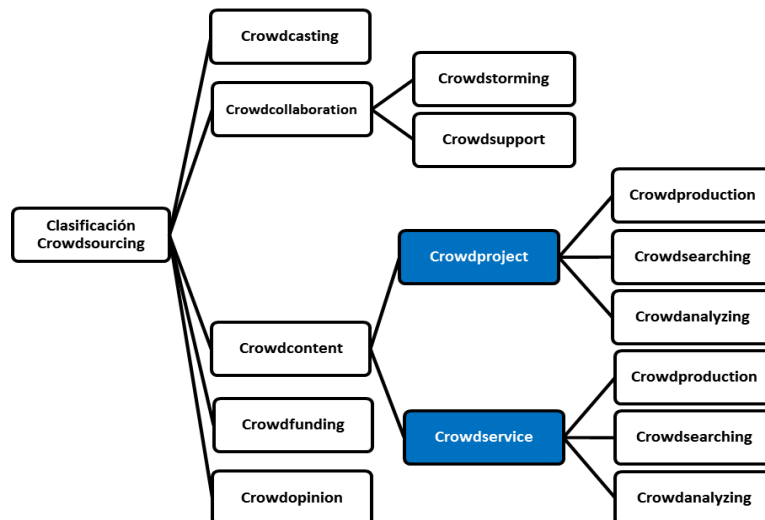 Clasificación
Crowdsourcing
Crowdcasting
Crowdcollaboration
Crowdstorming
Crowdsupport
Crowdcontent
Crowdproject
Crowdproduction
Crowdsearching
Crowdanalyzing
Crowdservice
Crowdproduction
Crowdsearching
Crowdanalyzing
Crowdfunding
Crowdopinion